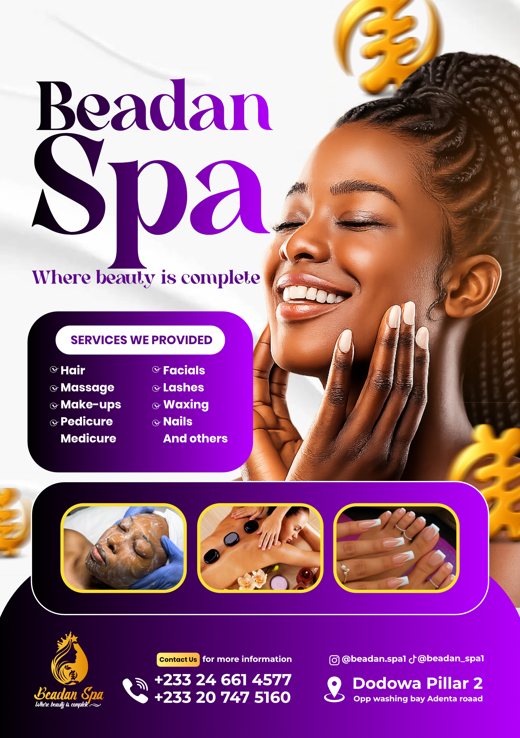 Beadan
Spa
Where beauty is complete
SERVICES WE PROVIDED
Hair
Massage
Make-ups
Pedicure
Medicure
Facials
Lashes
Waxing
Nails
And others
Beadan Spa
Where beauty is complete
Contact Us for more information
+233 24 661 4577
+233 20 747 5160
@beadan.spa1 @beadan_spa1
Dodowa Pillar 2
Opp washing bay Adenta roaad